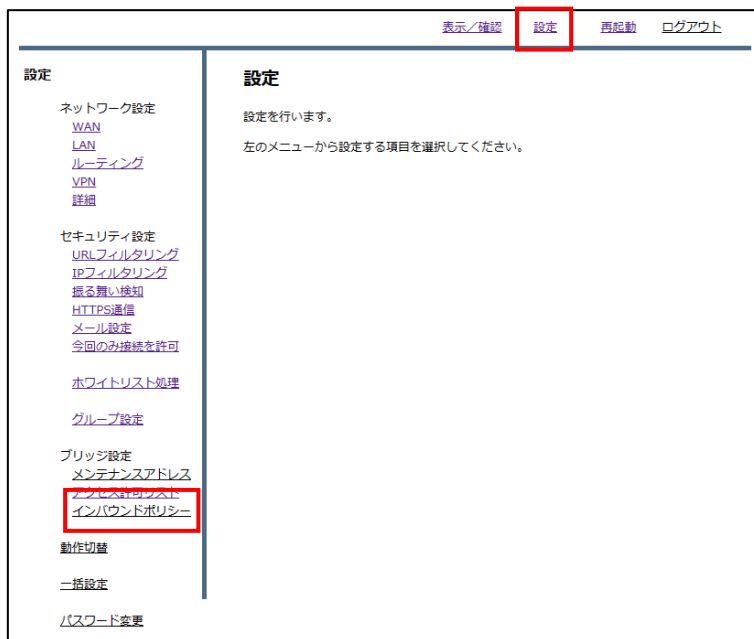 表示／確認 設定 再起動 ログアウト
設定
ネットワーク設定
WAN
LAN
ルーティング
VPN
詳細
セキュリティ設定
URLフィルタリング
IPフィルタリング
振る舞い検知
HTTPS通信
メール設定
今回のみ接続を許可
ホワイトリスト処理
グループ設定
ブリッジ設定
メンテナンスアドレス
アクセス許可リスト
インバウンドポリシー
動作切替
一括設定
パスワード変更
設定
設定を行います。
左のメニューから設定する項目を選択してください。